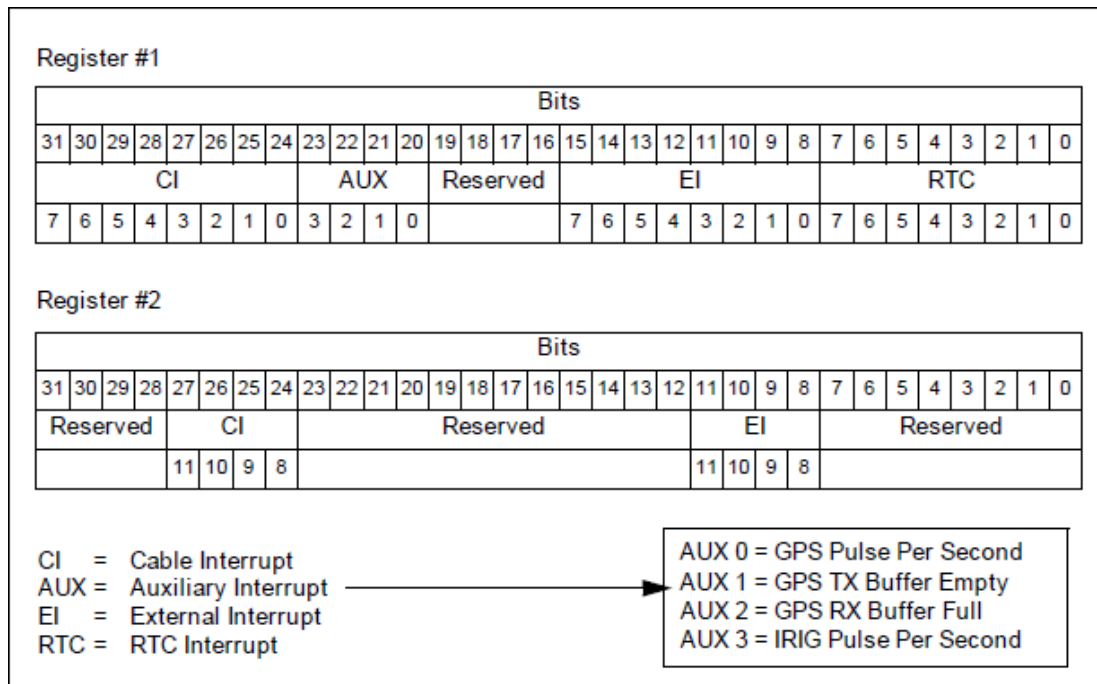 Register #1
Bits
31 30 29 28 27 26 25 24 23 22 21 20 19 18 17 16 15 14 13 12 11 10 9 8 7 6 5 4 3 2 1 0
CI AUX Reserved EI RTC
7 6 5 4 3 2 1 0 3 2 1 0 7 6 5 4 3 2 1 0 7 6 5 4 3 2 1 0
Register #2
Bits
31 30 29 28 27 26 25 24 23 22 21 20 19 18 17 16 15 14 13 12 11 10 9 8 7 6 5 4 3 2 1 0
Reserved CI Reserved EI Reserved
11 10 9 8 11 10 9 8
CI = Cable Interrupt
AUX = Auxiliary Interrupt
EI = External Interrupt
RTC = RTC Interrupt
AUX 0 = GPS Pulse Per Second
AUX 1 = GPS TX Buffer Empty
AUX 2 = GPS RX Buffer Full
AUX 3 = IRIG Pulse Per Second